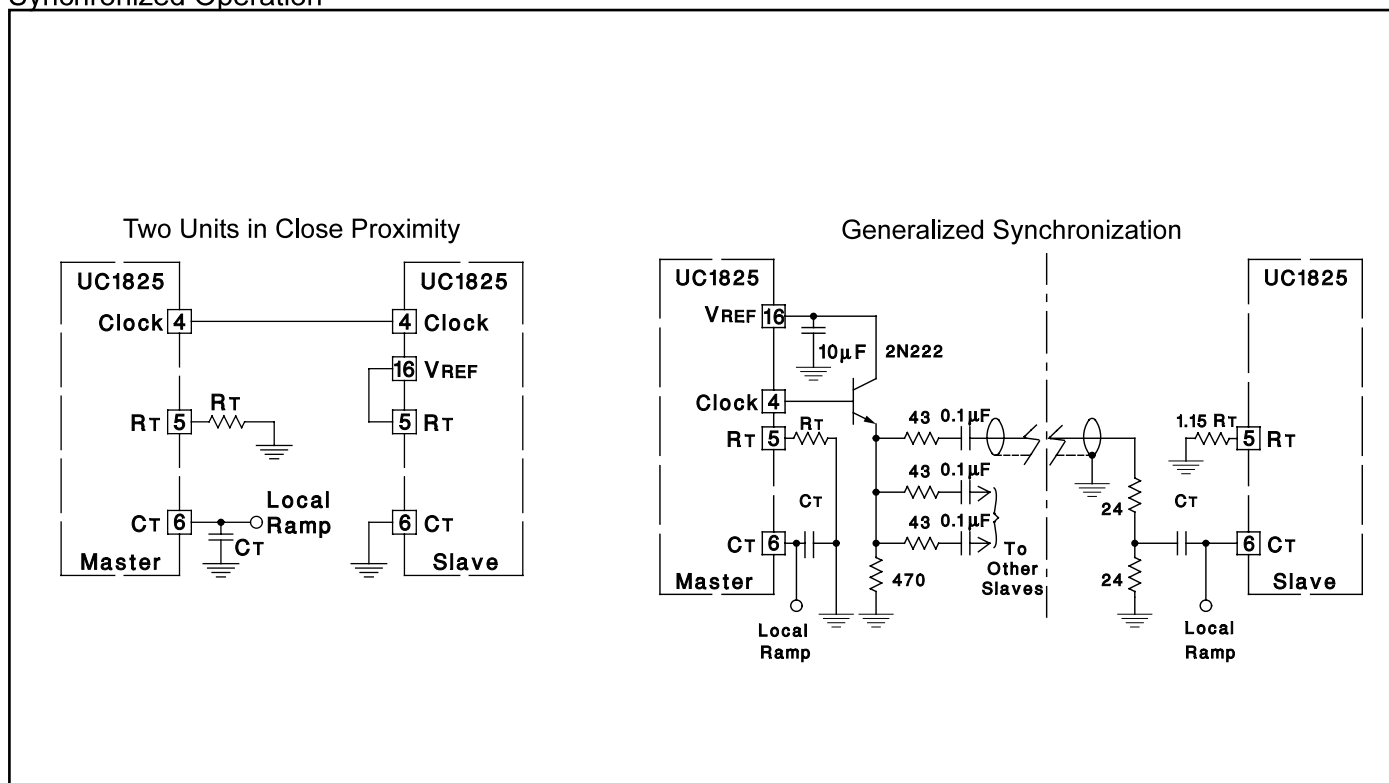 Synchronized Operation
Two Units in Close Proximity
UC1825
Clock 4
RT 5
RT
CT 6
Local
Ramp
CT
Master
UC1825
4 Clock
16 VREF
5 RT
6 CT
Slave
Generalized Synchronization
UC1825
VREF 16
10µF
2N222
Clock 4
RT 5
RT
43 0.1µF
43 0.1µF
43 0.1µF
To
Other
Slaves
CT
CT 6
Master
470
Local
Ramp
UC1825
1.15 RT
5 RT
24
CT
24
6 CT
Slave
Local
Ramp